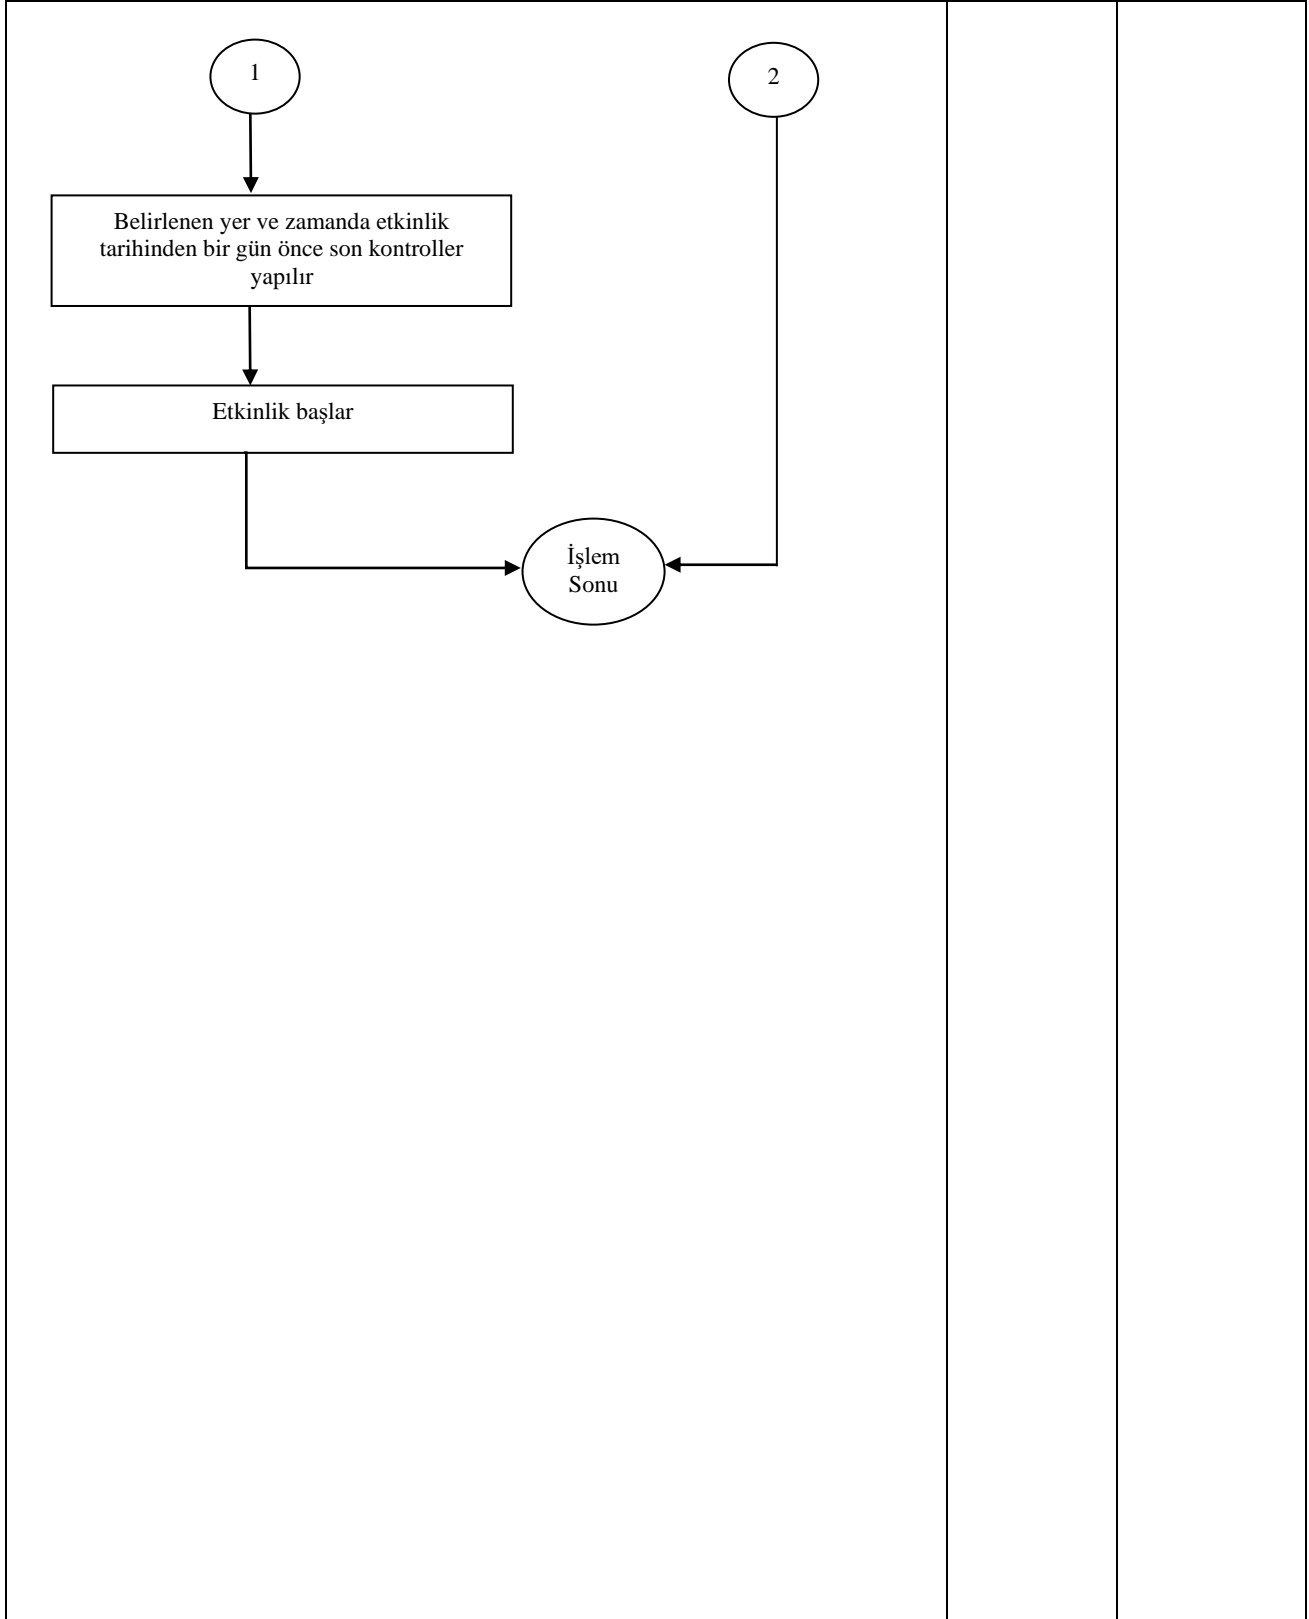 1
2
Belirlenen yer ve zamanda etkinlik
tarihinden bir gün önce son kontroller
yapılır
Etkinlik başlar
İşlem
Sonu